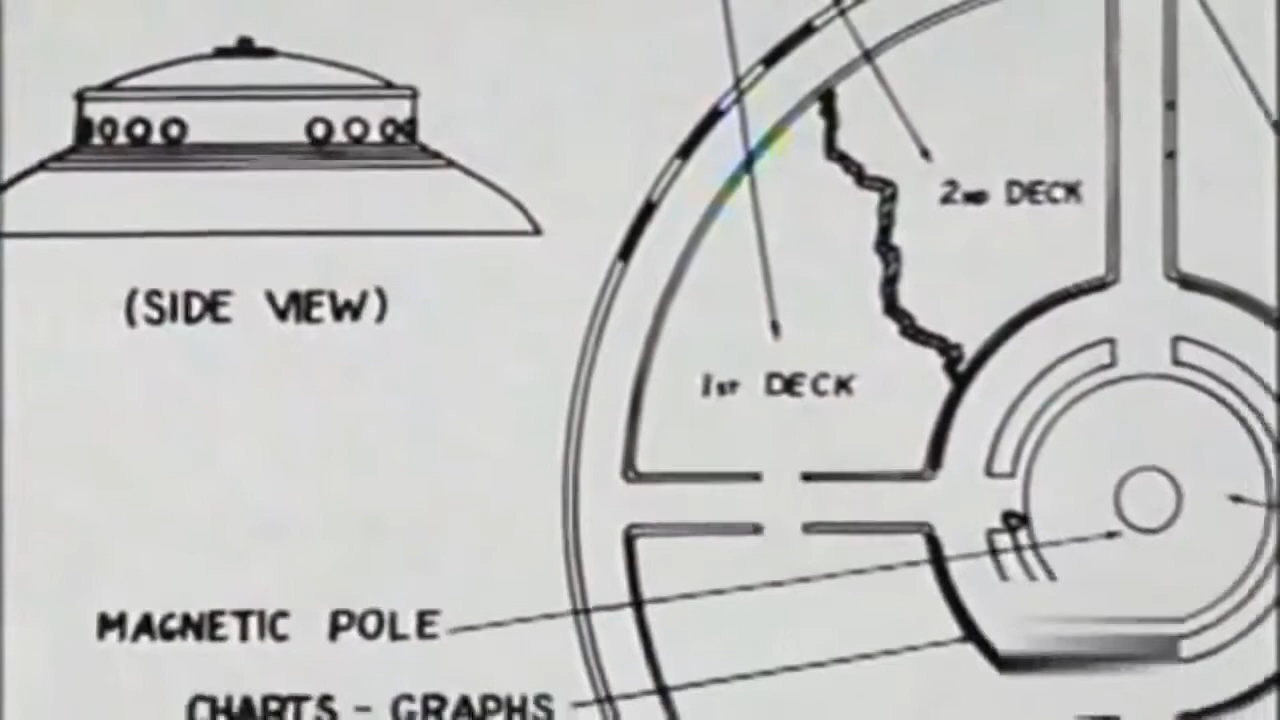 2ND DECK
(SIDE VIEW)
1ST DECK
MAGNETIC POLE
CHARTS - GRAPHS